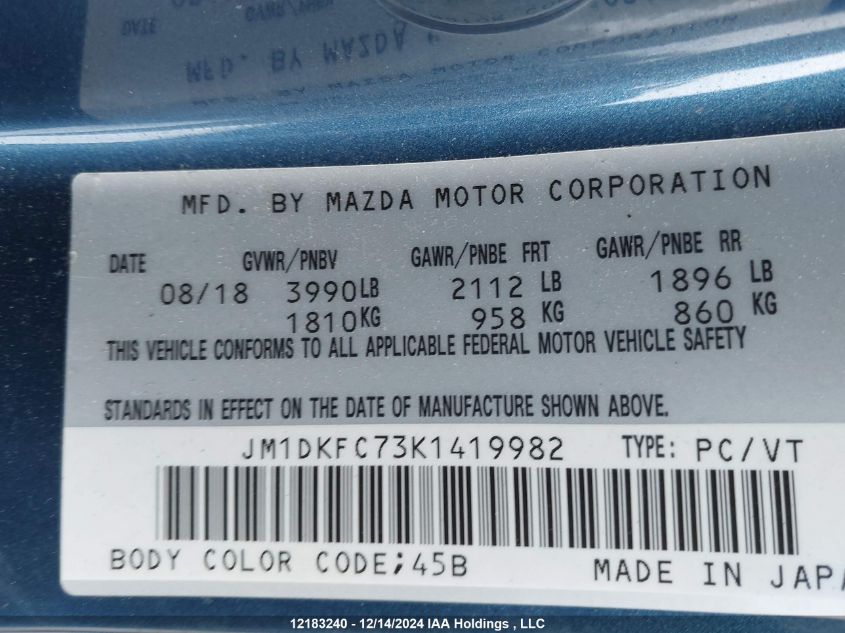 MFD. BY MAZDA MOTOR CORPORATION
DATE GVWR/PNBV GAWR/PNBE FRT GAWR/PNBE RR
08/18 3990LB 2112 LB 1896 LB
1810KG 958 KG 860 KG
THIS VEHICLE CONFORMS TO ALL APPLICABLE FEDERAL MOTOR VEHICLE SAFETY
STANDARDS IN EFFECT ON THE DATE OF MANUFACTURE SHOWN ABOVE.
JM1DKFC73K1419982 TYPE: PC/VT
BODY COLOR CODE;45B MADE IN JAPA
12183240 - 12/14/2024 IAA Holdings , LLC